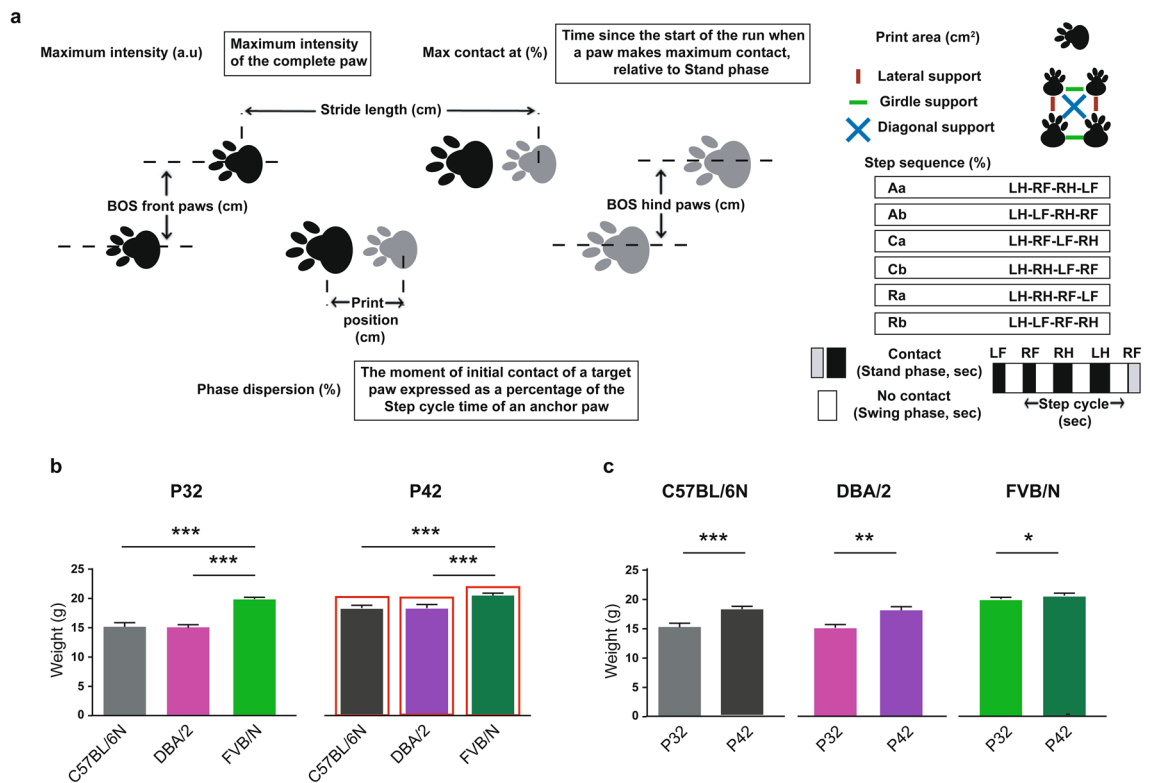 a
Maximum intensity (a.u)
Maximum intensity
of the complete paw
Max contact at (%)
Time since the start of the run when
a paw makes maximum contact,
relative to Stand phase
Print area (cm²)
Lateral support
Girdle support
Diagonal support
Stride length (cm)
BOS front paws (cm)
BOS hind paws (cm)
Print
position
(cm)
Step sequence (%)
Aa LH-RF-RH-LF
Ab LH-LF-RH-RF
Ca LH-RF-LF-RH
Cb LH-RH-LF-RF
Ra LH-RH-RF-LF
Rb LH-LF-RF-RH
Phase dispersion (%)
The moment of initial contact of a target
paw expressed as a percentage of the
Step cycle time of an anchor paw
Contact
(Stand phase, sec)
No contact
(Swing phase, sec)
LF RF RH LH RF
Step cycle
(sec)
b
P32
P42
***
***
***
***
Weight (g)
25
20
15
10
5
0
C57BL/6N
DBA/2
FVB/N
C57BL/6N
DBA/2
FVB/N
c
C57BL/6N
DBA/2
FVB/N
***
**
*
Weight (g)
25
20
15
10
5
0
P32
P42
P32
P42
P32
P42